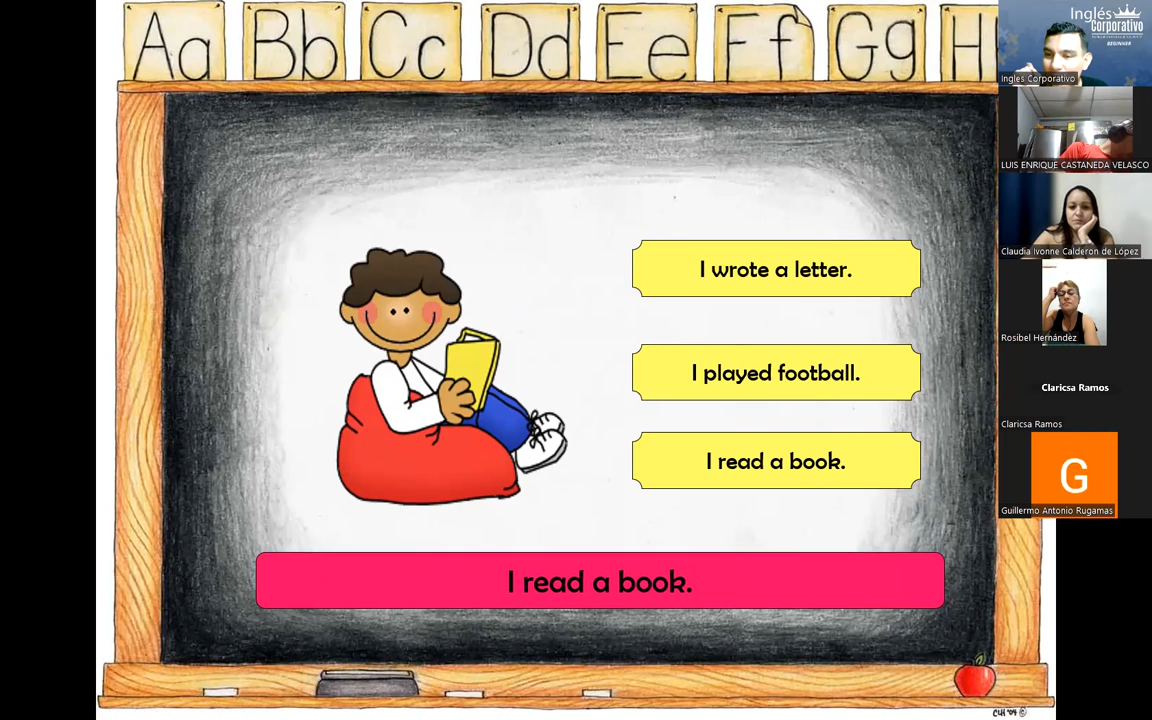 Aa Bb Cc Dd Ee Ff Gg H
I wrote a letter.
I played football.
I read a book.
I read a book.
Inglés
Corporativo
BEGINNER
Ingles Corporativo
LUIS ENRIQUE CASTANEDA VELASCO
Claudia Ivonne Calderon de López
Rosibel Hernández
Claricsa Ramos
Claricsa Ramos
G
Guillermo Antonio Rugamas